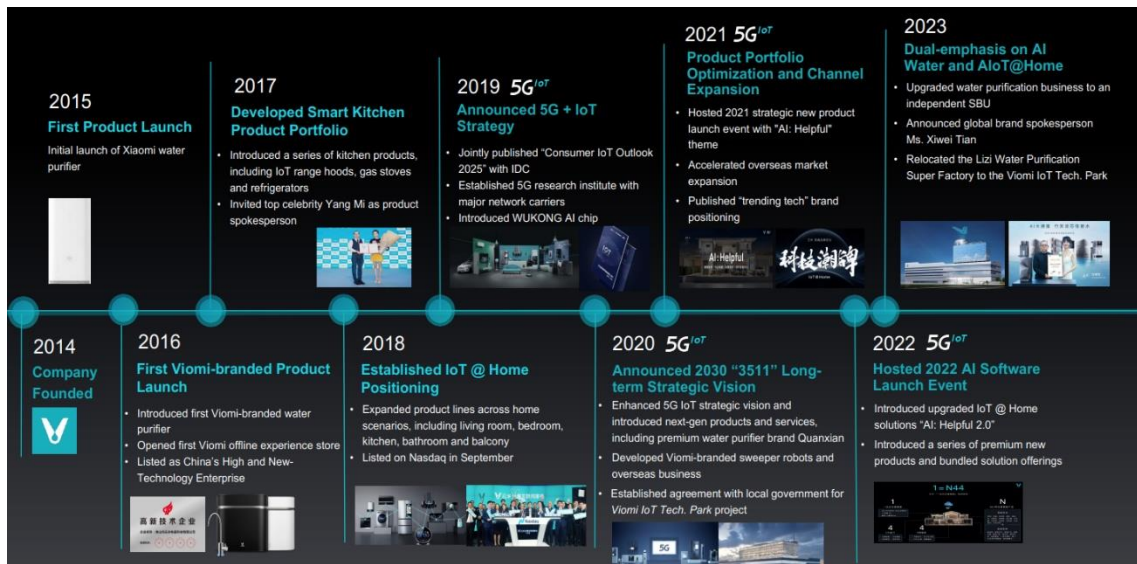 2015
First Product Launch
Initial launch of Xiaomi water
purifier
2017
Developed Smart Kitchen
Product Portfolio
• Introduced a series of kitchen products,
including IoT range hoods, gas stoves
and refrigerators
• Invited top celebrity Yang Mi as product
spokesperson
2019 5G IoT
Announced 5G + IoT
Strategy
• Jointly published “Consumer IoT Outlook
2025” with IDC
• Established 5G research institute with
major network carriers
• Introduced WUKONG AI chip
IoT
2021 5G IoT
Product Portfolio
Optimization and Channel
Expansion
• Hosted 2021 strategic new product
launch event with "AI: Helpful"
theme
• Accelerated overseas market
expansion
• Published “trending tech” brand
positioning
AI:Helpful
科技潮牌
2023
Dual-emphasis on AI
Water and AIoT@Home
• Upgraded water purification business to an
independent SBU
• Announced global brand spokesperson
Ms. Xiwei Tian
• Relocated the Lizi Water Purification
Super Factory to the Viomi IoT Tech. Park
2014
Company
Founded
2016
First Viomi-branded Product
Launch
• Introduced first Viomi-branded water
purifier
• Opened first Viomi offline experience store
• Listed as China’s High and New-
Technology Enterprise
高新技术企业
2018
Established IoT @ Home
Positioning
• Expanded product lines across home
scenarios, including living room, bedroom,
kitchen, bathroom and balcony
• Listed on Nasdaq in September
2020 5G IoT
Announced 2030 “3511” Long-
term Strategic Vision
• Enhanced 5G IoT strategic vision and
introduced next-gen products and services,
including premium water purifier brand Quanxian
• Developed Viomi-branded sweeper robots and
overseas business
• Established agreement with local government for
Viomi IoT Tech. Park project
5G
2022 5G IoT
Hosted 2022 AI Software
Launch Event
• Introduced upgraded IoT @ Home
solutions “AI: Helpful 2.0”
• Introduced a series of premium new
products and bundled solution offerings
1=N44
1
N
4
4